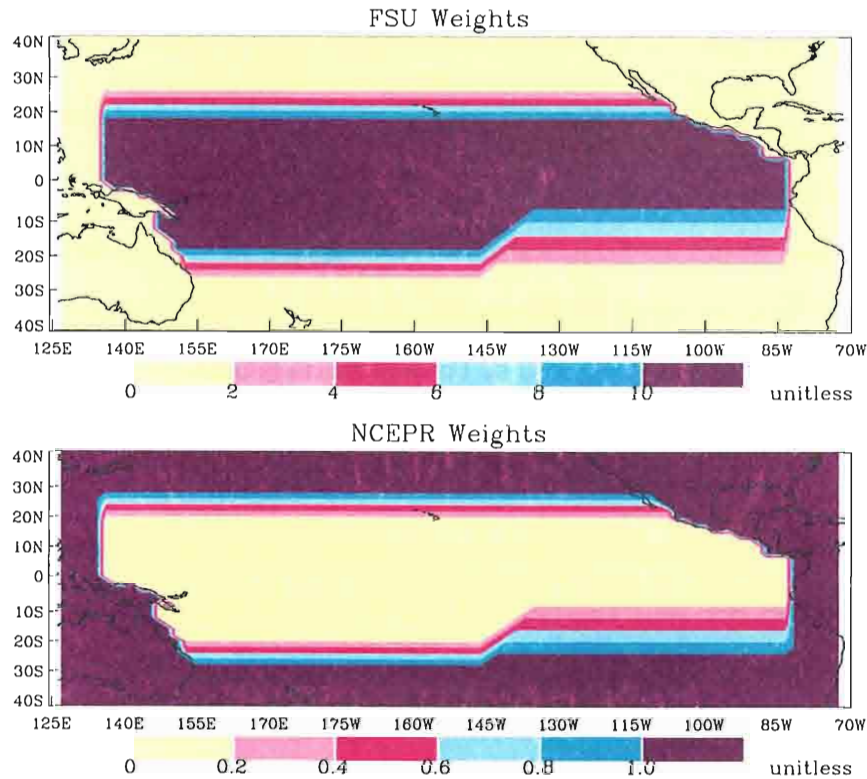 FSU Weights
40N
30N
20N
10N
0
10S
20S
30S
40S
125E 140E 155E 170E 175W 160W 145W 130W 115W 100W 85W 70W
0 2 4 6 8 10 unitless
NCEPR Weights
40N
30N
20N
10N
0
10S
20S
30S
40S
125E 140E 155E 170E 175W 160W 145W 130W 115W 100W 85W 70W
0 0.2 0.4 0.6 0.8 1.0 unitless